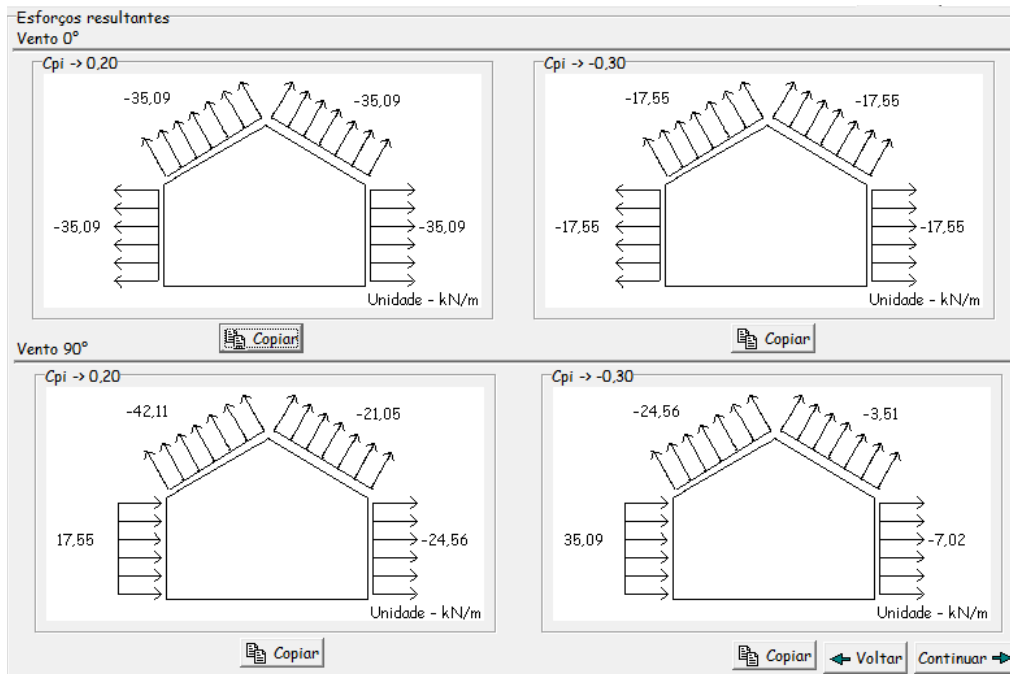 Esforços resultantes
Vento 0°
Cpi -> 0,20
-35,09
-35,09
-35,09
-35,09
Unidade - kN/m
Copiar
Cpi -> -0,30
-17,55
-17,55
-17,55
-17,55
Unidade - kN/m
Copiar
Vento 90°
Cpi -> 0,20
-42,11
-21,05
17,55
-24,56
Unidade - kN/m
Copiar
Cpi -> -0,30
-24,56
-3,51
35,09
-7,02
Unidade - kN/m
Copiar
Voltar
Continuar